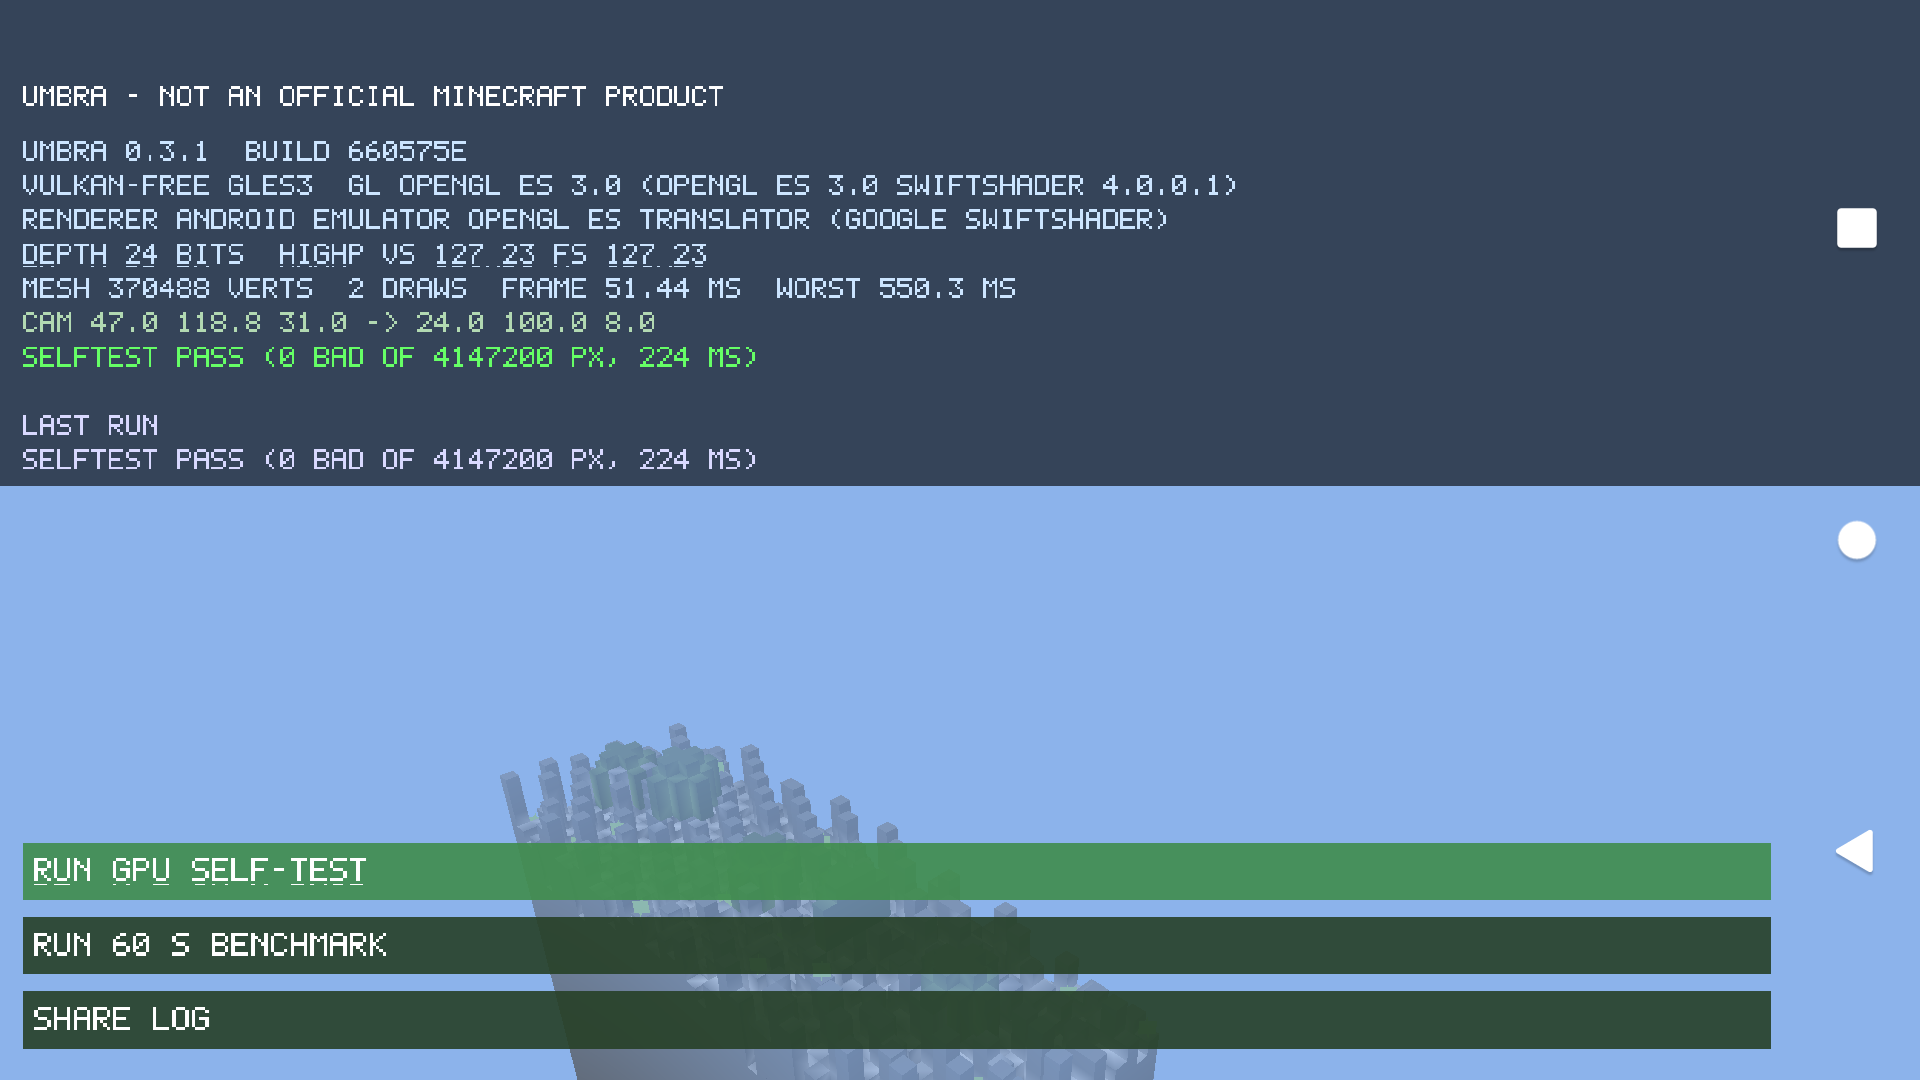 UMBRA - NOT AN OFFICIAL MINECRAFT PRODUCT
UMBRA 0.3.1  BUILD 660575E
VULKAN-FREE GLES3  GL OPENGL ES 3.0 (OPENGL ES 3.0 SWIFTSHADER 4.0.0.1)
RENDERER ANDROID EMULATOR OPENGL ES TRANSLATOR (GOOGLE SWIFTSHADER)
DEPTH 24 BITS  HIGHP VS 127 23 FS 127 23
MESH 370488 VERTS  2 DRAWS  FRAME 51.44 MS  WORST 550.3 MS
CAM 47.0 118.8 31.0 -> 24.0 100.0 8.0
SELFTEST PASS (0 BAD OF 4147200 PX, 224 MS)
LAST RUN
SELFTEST PASS (0 BAD OF 4147200 PX, 224 MS)
RUN GPU SELF-TEST
RUN 60 S BENCHMARK
SHARE LOG